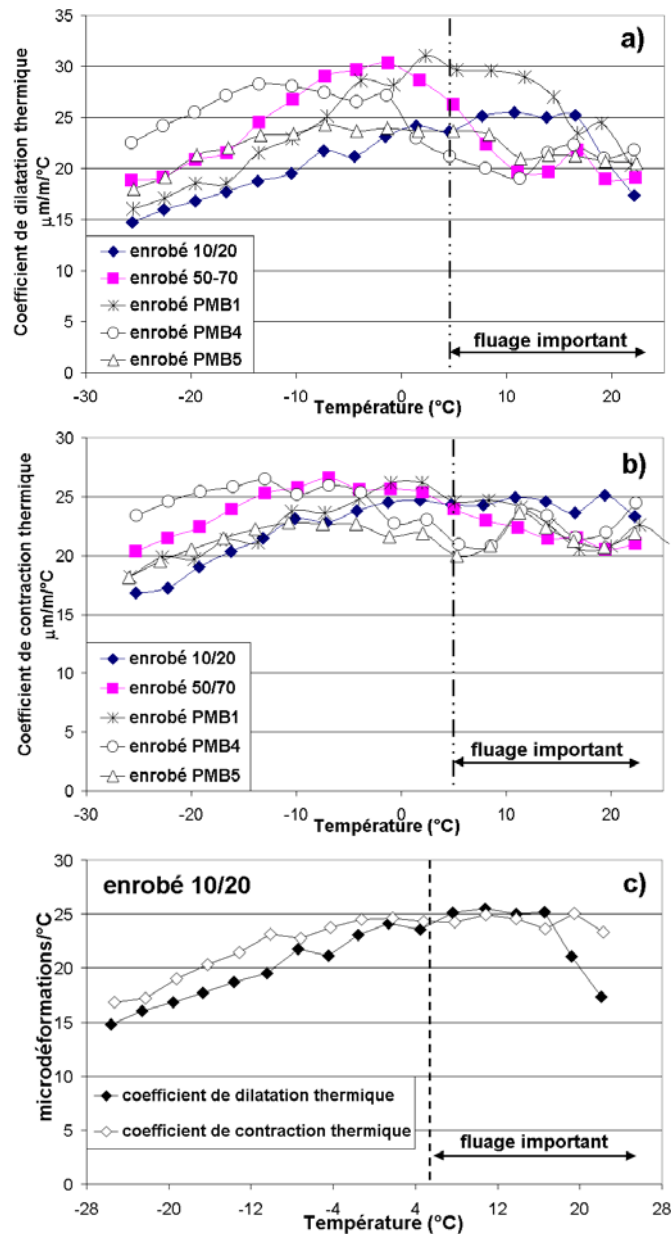 35
30
25
20
15
10
5
0
-30
-20
-10
0
10
20
Coefficient de dilatation thermique
µm/m/°C
a)
enrobé 10/20
enrobé 50-70
enrobé PMB1
enrobé PMB4
enrobé PMB5
fluage important
Température (°C)
30
25
20
15
10
5
0
-30
-20
-10
0
10
20
Coefficient de contraction thermique
µm/m/°C
b)
enrobé 10/20
enrobé 50/70
enrobé PMB1
enrobé PMB4
enrobé PMB5
fluage important
Température (°C)
30
25
20
15
10
5
0
-28
-20
-12
-4
4
12
20
28
microdéformations/°C
enrobé 10/20
c)
coefficient de dilatation thermique
coefficient de contraction thermique
fluage important
Température (°C)